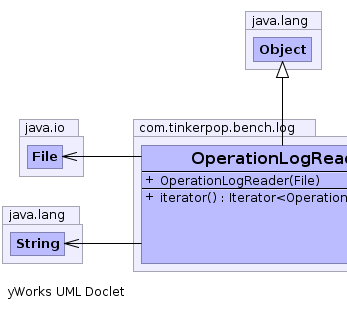 java.lang
Object
java.io
File
com.tinkerpop.bench.log
OperationLogRea
+ OperationLogReader(File)
+ iterator() : Iterator<Operation
java.lang
String
yWorks UML Doclet